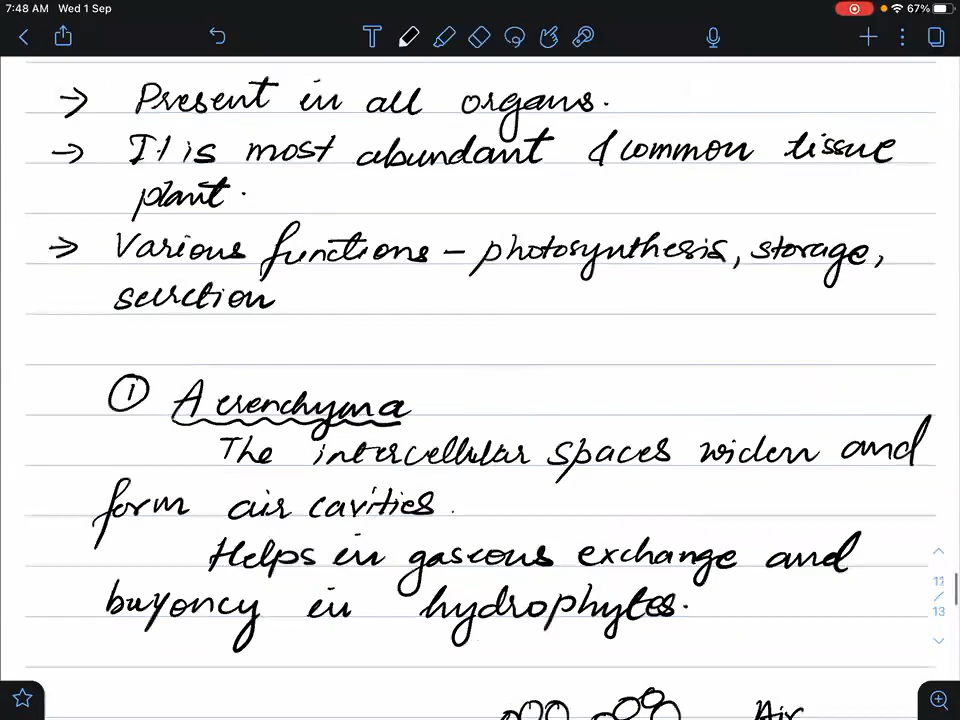 7:48 AM Wed 1 Sep
67%
→ Present in all organs.
→ It is most abundant & common tissue
plant.
→ Various functions - photosynthesis, storage,
secretion
① Aerenchyma
The intercellular spaces widen and
form air cavities.
Helps in gaseous exchange and
buyoncy in hydrophytes.
11
/
13
Air